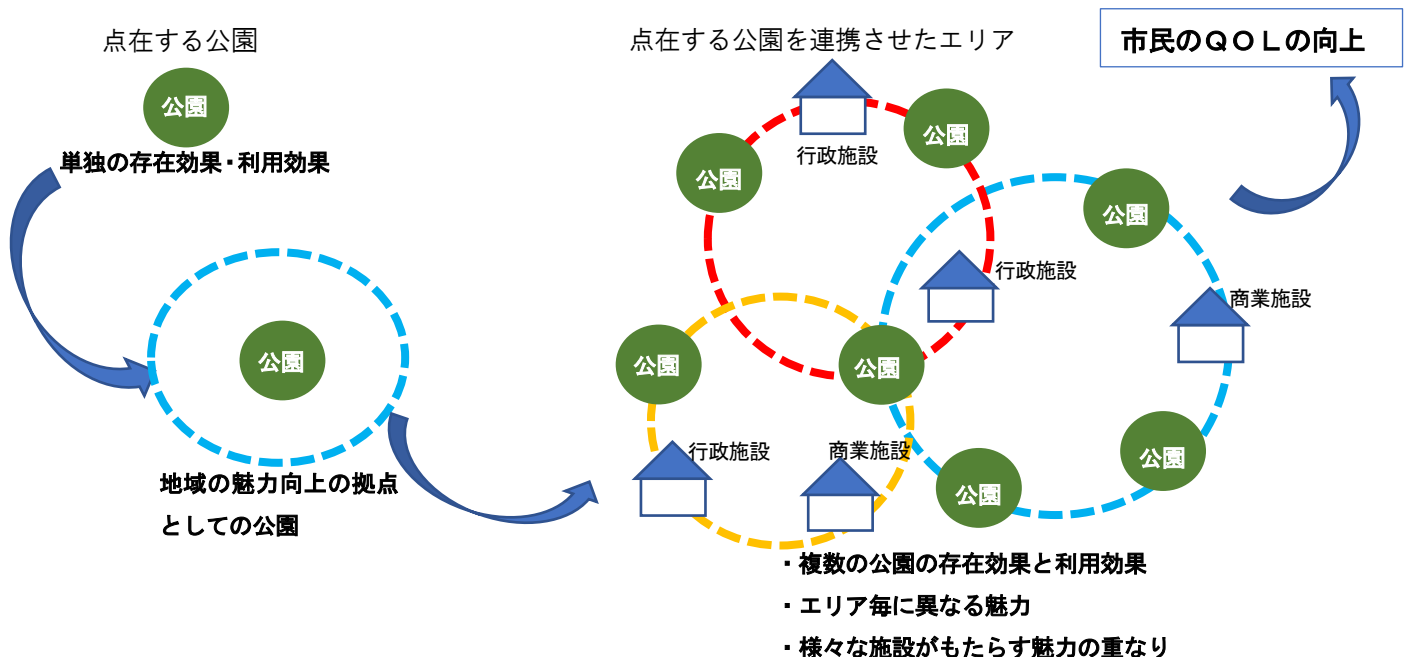 点在する公園
公園
単独の存在効果・利用効果
公園
地域の魅力向上の拠点
としての公園
点在する公園を連携させたエリア
行政施設
公園
公園
公園
行政施設
商業施設
公園
公園
行政施設
商業施設
公園
公園
・複数の公園の存在効果と利用効果
・エリア毎に異なる魅力
・様々な施設がもたらす魅力の重なり
市民のＱＯＬの向上